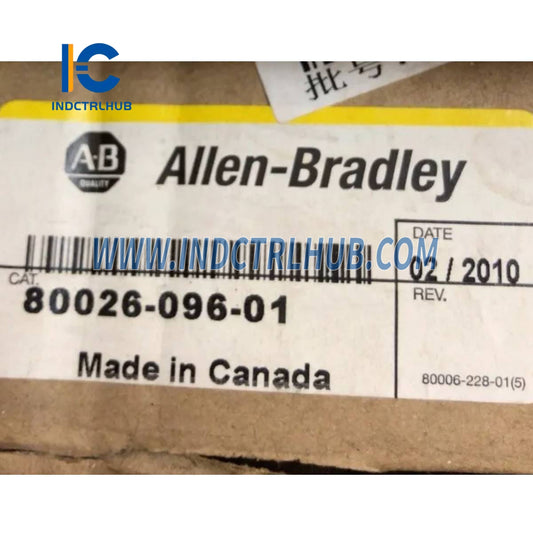 IC
INDCTRLHUB
批号
A-B
QUALITY
Allen-Bradley
WWW.INDCTRLHUB.COM
DATE
02 / 2010
CAT.
80026-096-01
REV.
Made in Canada
80006-228-01(5)